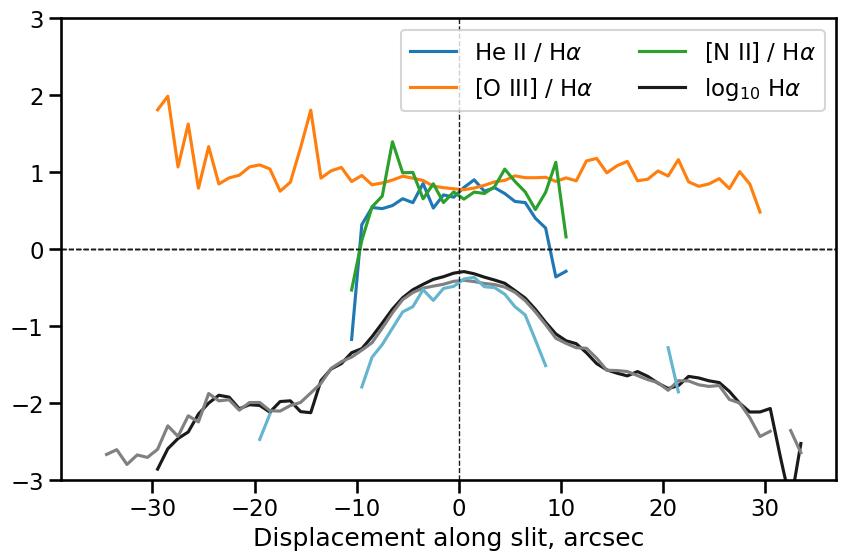 3
2
1
0
−1
−2
−3
He II / Hα
[O III] / Hα
[N II] / Hα
log₁₀ Hα
−30 −20 −10 0 10 20 30
Displacement along slit, arcsec